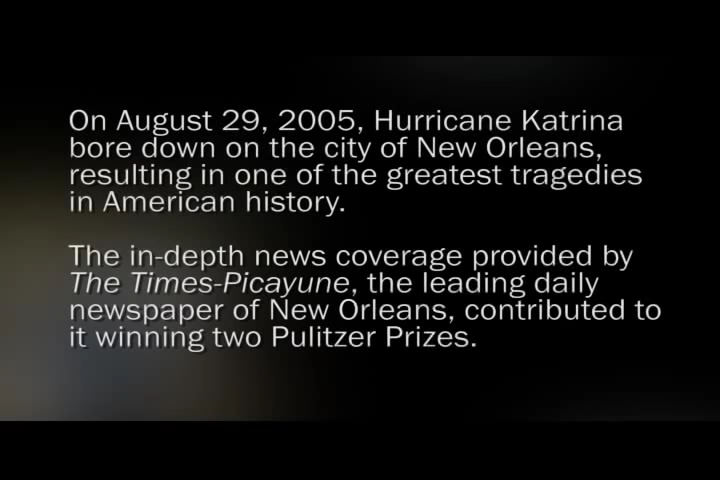 On August 29, 2005, Hurricane Katrina
bore down on the city of New Orleans,
resulting in one of the greatest tragedies
in American history.
The in-depth news coverage provided by
The Times-Picayune, the leading daily
newspaper of New Orleans, contributed to
it winning two Pulitzer Prizes.